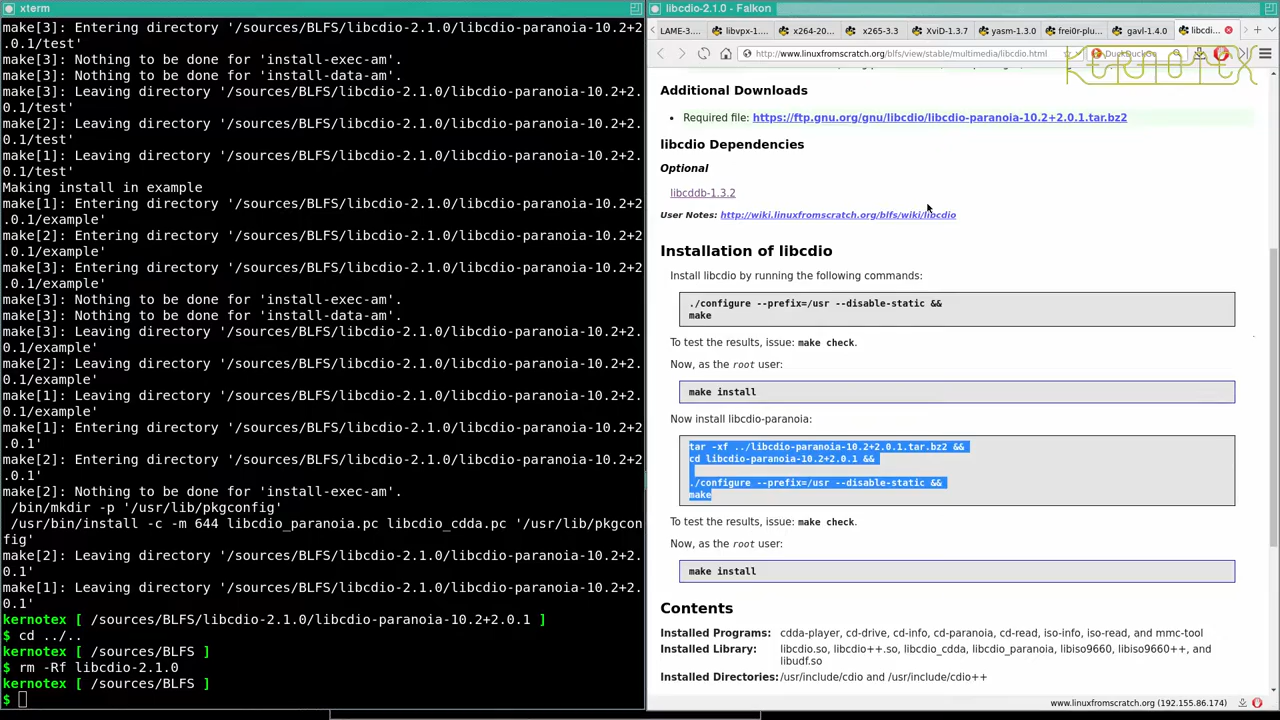 xterm
make[3]: Entering directory '/sources/BLFS/libcdio-2.1.0/libcdio-paranoia-10.2+2
.0.1/test'
make[3]: Nothing to be done for 'install-exec-am'.
make[3]: Nothing to be done for 'install-data-am'.
make[3]: Leaving directory '/sources/BLFS/libcdio-2.1.0/libcdio-paranoia-10.2+2.
0.1/test'
make[2]: Leaving directory '/sources/BLFS/libcdio-2.1.0/libcdio-paranoia-10.2+2.
0.1/test'
make[1]: Leaving directory '/sources/BLFS/libcdio-2.1.0/libcdio-paranoia-10.2+2.
0.1/test'
Making install in example
make[1]: Entering directory '/sources/BLFS/libcdio-2.1.0/libcdio-paranoia-10.2+2
.0.1/example'
make[2]: Entering directory '/sources/BLFS/libcdio-2.1.0/libcdio-paranoia-10.2+2
.0.1/example'
make[3]: Entering directory '/sources/BLFS/libcdio-2.1.0/libcdio-paranoia-10.2+2
.0.1/example'
make[3]: Nothing to be done for 'install-exec-am'.
make[3]: Nothing to be done for 'install-data-am'.
make[3]: Leaving directory '/sources/BLFS/libcdio-2.1.0/libcdio-paranoia-10.2+2.
0.1/example'
make[2]: Leaving directory '/sources/BLFS/libcdio-2.1.0/libcdio-paranoia-10.2+2.
0.1/example'
make[1]: Leaving directory '/sources/BLFS/libcdio-2.1.0/libcdio-paranoia-10.2+2.
0.1/example'
make[1]: Entering directory '/sources/BLFS/libcdio-2.1.0/libcdio-paranoia-10.2+2
.0.1'
make[2]: Entering directory '/sources/BLFS/libcdio-2.1.0/libcdio-paranoia-10.2+2
.0.1'
make[2]: Nothing to be done for 'install-exec-am'.
/bin/mkdir -p '/usr/lib/pkgconfig'
/usr/bin/install -c -m 644 libcdio_paranoia.pc libcdio_cdda.pc '/usr/lib/pkgcon
fig'
make[2]: Leaving directory '/sources/BLFS/libcdio-2.1.0/libcdio-paranoia-10.2+2.
0.1'
make[1]: Leaving directory '/sources/BLFS/libcdio-2.1.0/libcdio-paranoia-10.2+2.
0.1'
kernotex [ /sources/BLFS/libcdio-2.1.0/libcdio-paranoia-10.2+2.0.1 ]
$ cd ../..
kernotex [ /sources/BLFS ]
$ rm -Rf libcdio-2.1.0
kernotex [ /sources/BLFS ]
$
libcdio-2.1.0 - Falkon
LAME-3.... libvpx-1.... x264-20... x265-3.3 XviD-1.3.7 yasm-1.3.0 frei0r-plu... gavl-1.4.0 libcdi...
http://www.linuxfromscratch.org/blfs/view/stable/multimedia/libcdio.html DuckDuckGo
KERNOTEX
Additional Downloads
• Required file: https://ftp.gnu.org/gnu/libcdio/libcdio-paranoia-10.2+2.0.1.tar.bz2
libcdio Dependencies
Optional
libcddb-1.3.2
User Notes: http://wiki.linuxfromscratch.org/blfs/wiki/libcdio
Installation of libcdio
Install libcdio by running the following commands:
./configure --prefix=/usr --disable-static &&
make
To test the results, issue: make check.
Now, as the root user:
make install
Now install libcdio-paranoia:
tar -xf ../libcdio-paranoia-10.2+2.0.1.tar.bz2 &&
cd libcdio-paranoia-10.2+2.0.1 &&
./configure --prefix=/usr --disable-static &&
make
To test the results, issue: make check.
Now, as the root user:
make install
Contents
Installed Programs: cdda-player, cd-drive, cd-info, cd-paranoia, cd-read, iso-info, iso-read, and mmc-tool
Installed Library: libcdio.so, libcdio++.so, libcdio_cdda, libcdio_paranoia, libiso9660, libiso9660++, and
libudf.so
Installed Directories: /usr/include/cdio and /usr/include/cdio++
www.linuxfromscratch.org (192.155.86.174)